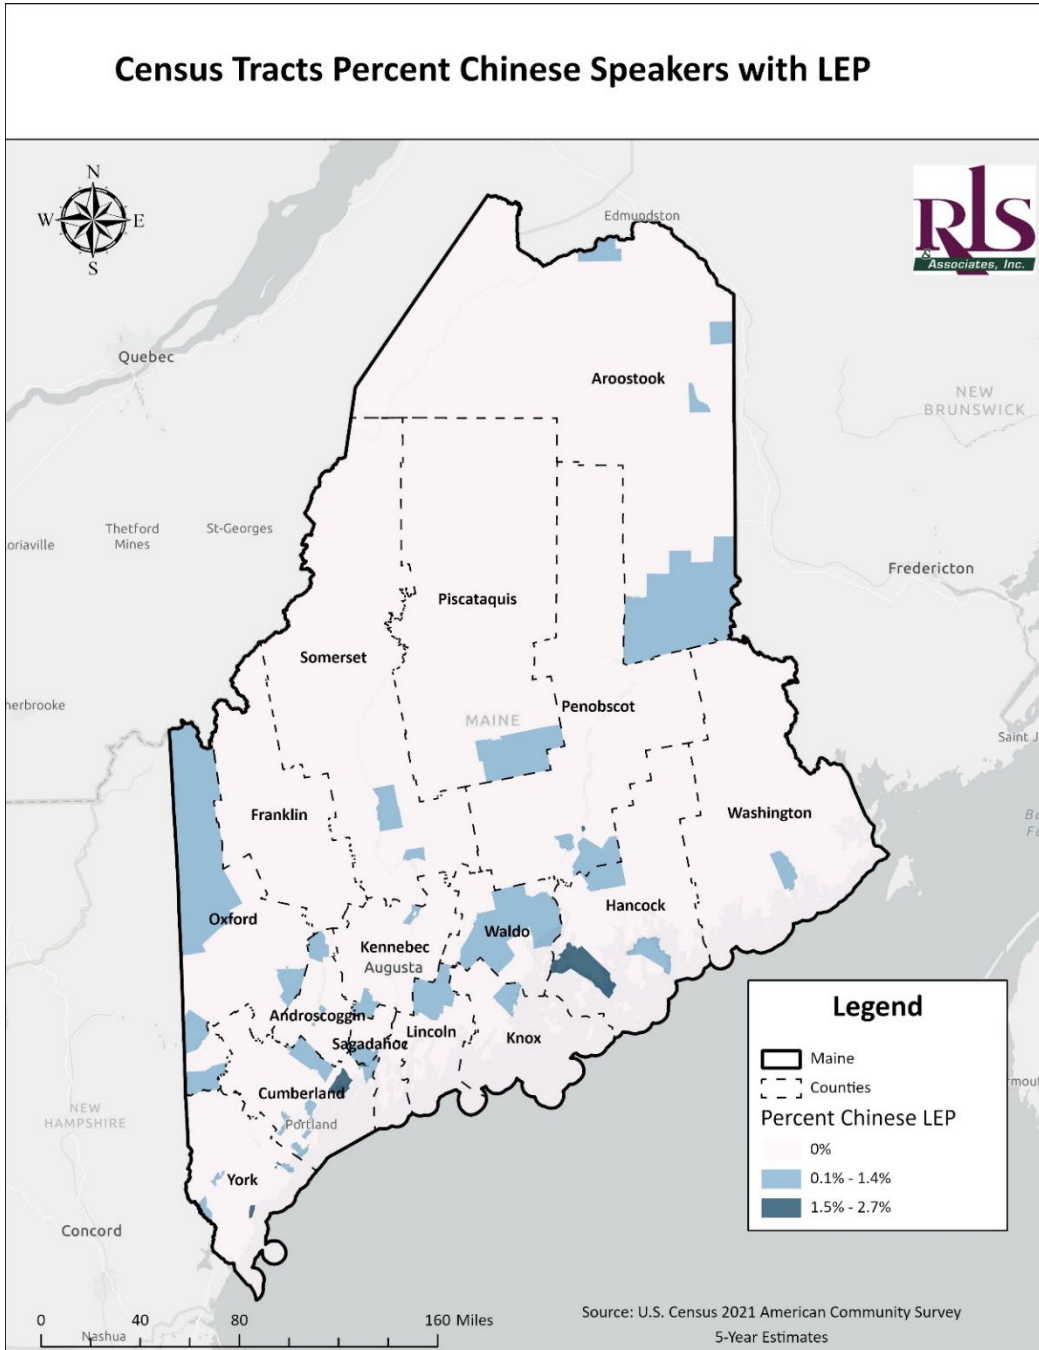 Census Tracts Percent Chinese Speakers with LEP
N
W E
S
RLS
& Associates, Inc.
Edmundston
Quebec
Aroostook
NEW
BRUNSWICK
Thetford
Mines
St-Georges
oriaville
Fredericton
Piscataquis
Somerset
herbrooke
Penobscot
MAINE
Saint J
Franklin
Washington
Oxford
Hancock
Waldo
Kennebec
Augusta
Androscoggin
Lincoln
Sagadahoc
Knox
Cumberland
Portland
NEW
HAMPSHIRE
York
Concord
Nashua
rmout
Legend
Maine
Counties
Percent Chinese LEP
0%
0.1% - 1.4%
1.5% - 2.7%
0 40 80 160 Miles
Source: U.S. Census 2021 American Community Survey
5-Year Estimates